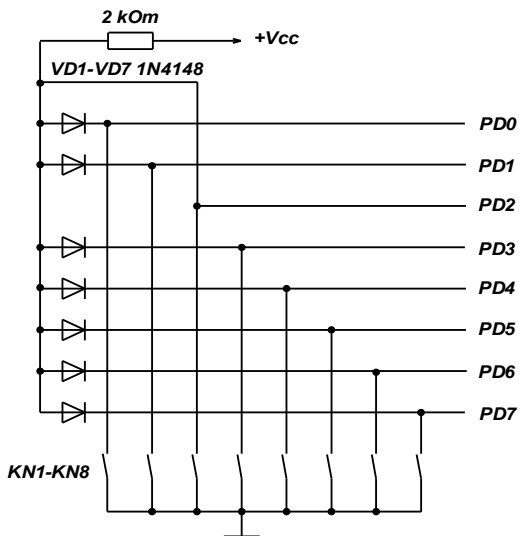 2 kOm
+Vcc
VD1-VD7 1N4148
PD0
PD1
PD2
PD3
PD4
PD5
PD6
PD7
KN1-KN8